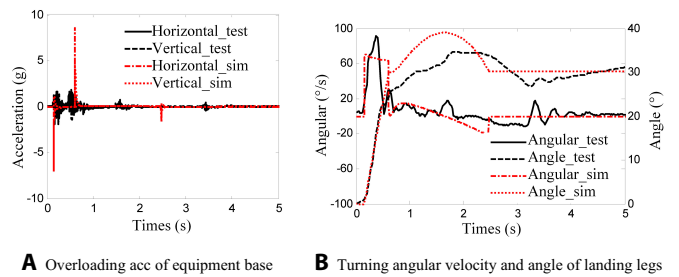 10
5
0
-5
-10
Acceleration (g)
0 1 2 3 4 5
Times (s)
Horizontal_test
Vertical_test
Horizontal_sim
Vertical_sim
A Overloading acc of equipment base
100
60
20
-20
-60
-100
Angular (°/s)
0 1 2 3 4 5
Times (s)
40
30
20
10
0
Angle (°)
Angular_test
Angle_test
Angular_sim
Angle_sim
B Turning angular velocity and angle of landing legs